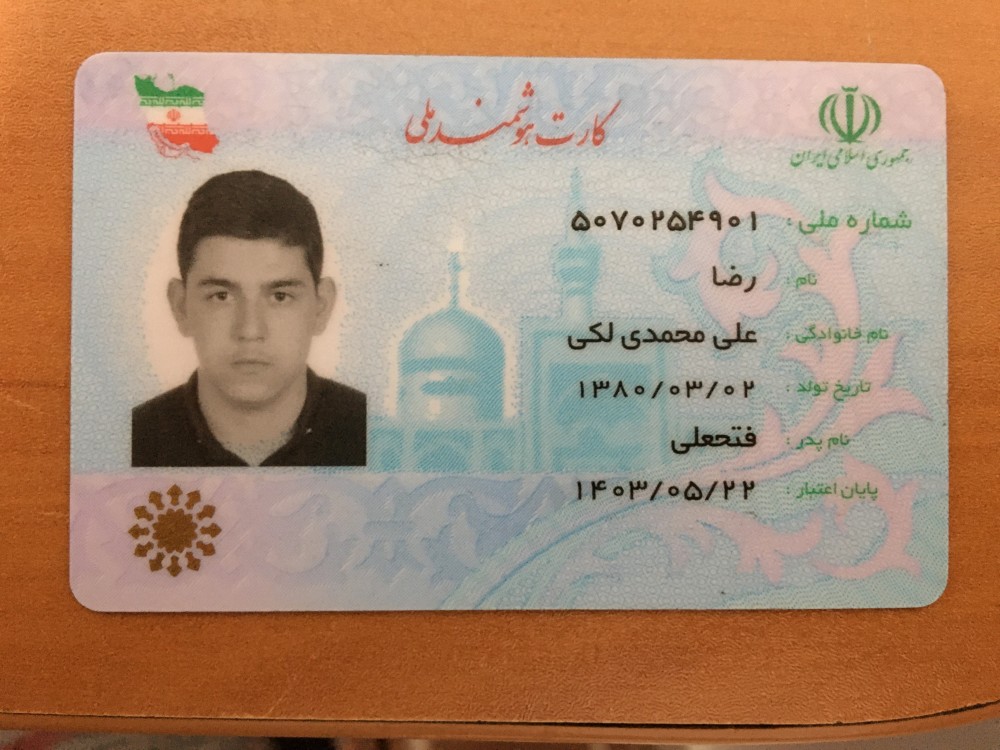 کارت هوشمند ملی
جمهوری اسلامی ایران
شماره ملی : ۵۰۷۰۲۵۴۹۰۱
نام : رضا
نام خانوادگی : علی محمدی لکی
تاریخ تولد : ۱۳۸۰/۰۳/۰۲
نام پدر : فتحعلی
پایان اعتبار : ۱۴۰۳/۰۵/۲۲